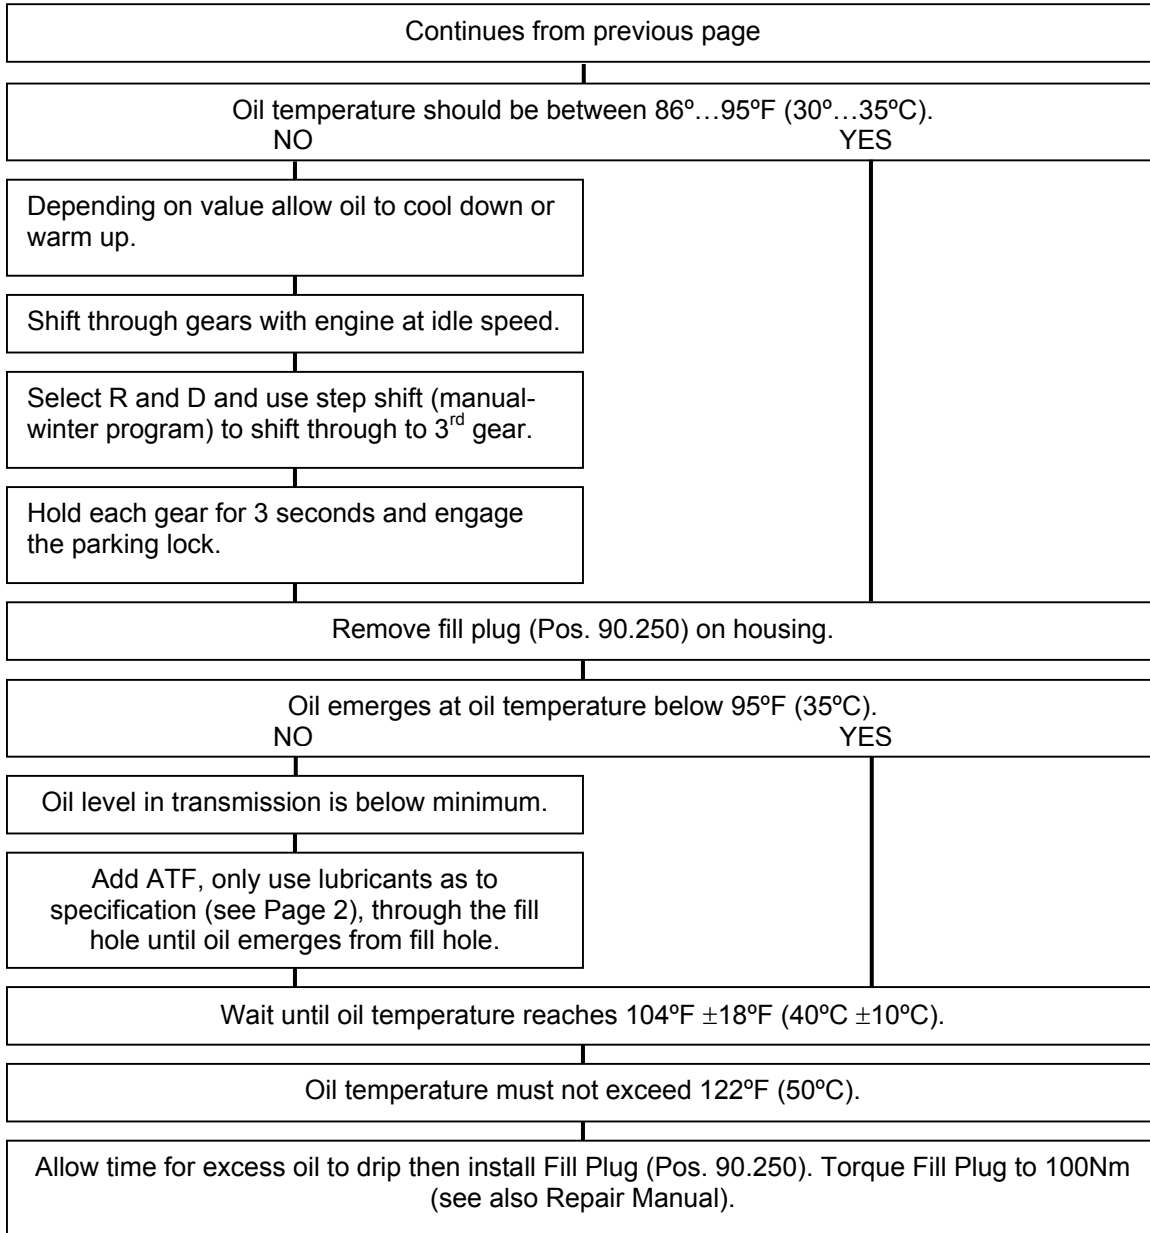 Continues from previous page
Oil temperature should be between 86º…95ºF (30º…35ºC).
NO YES
Depending on value allow oil to cool down or
warm up.
Shift through gears with engine at idle speed.
Select R and D and use step shift (manual-
winter program) to shift through to 3rd gear.
Hold each gear for 3 seconds and engage
the parking lock.
Remove fill plug (Pos. 90.250) on housing.
Oil emerges at oil temperature below 95ºF (35ºC).
NO YES
Oil level in transmission is below minimum.
Add ATF, only use lubricants as to
specification (see Page 2), through the fill
hole until oil emerges from fill hole.
Wait until oil temperature reaches 104ºF ±18ºF (40ºC ±10ºC).
Oil temperature must not exceed 122ºF (50ºC).
Allow time for excess oil to drip then install Fill Plug (Pos. 90.250). Torque Fill Plug to 100Nm
(see also Repair Manual).